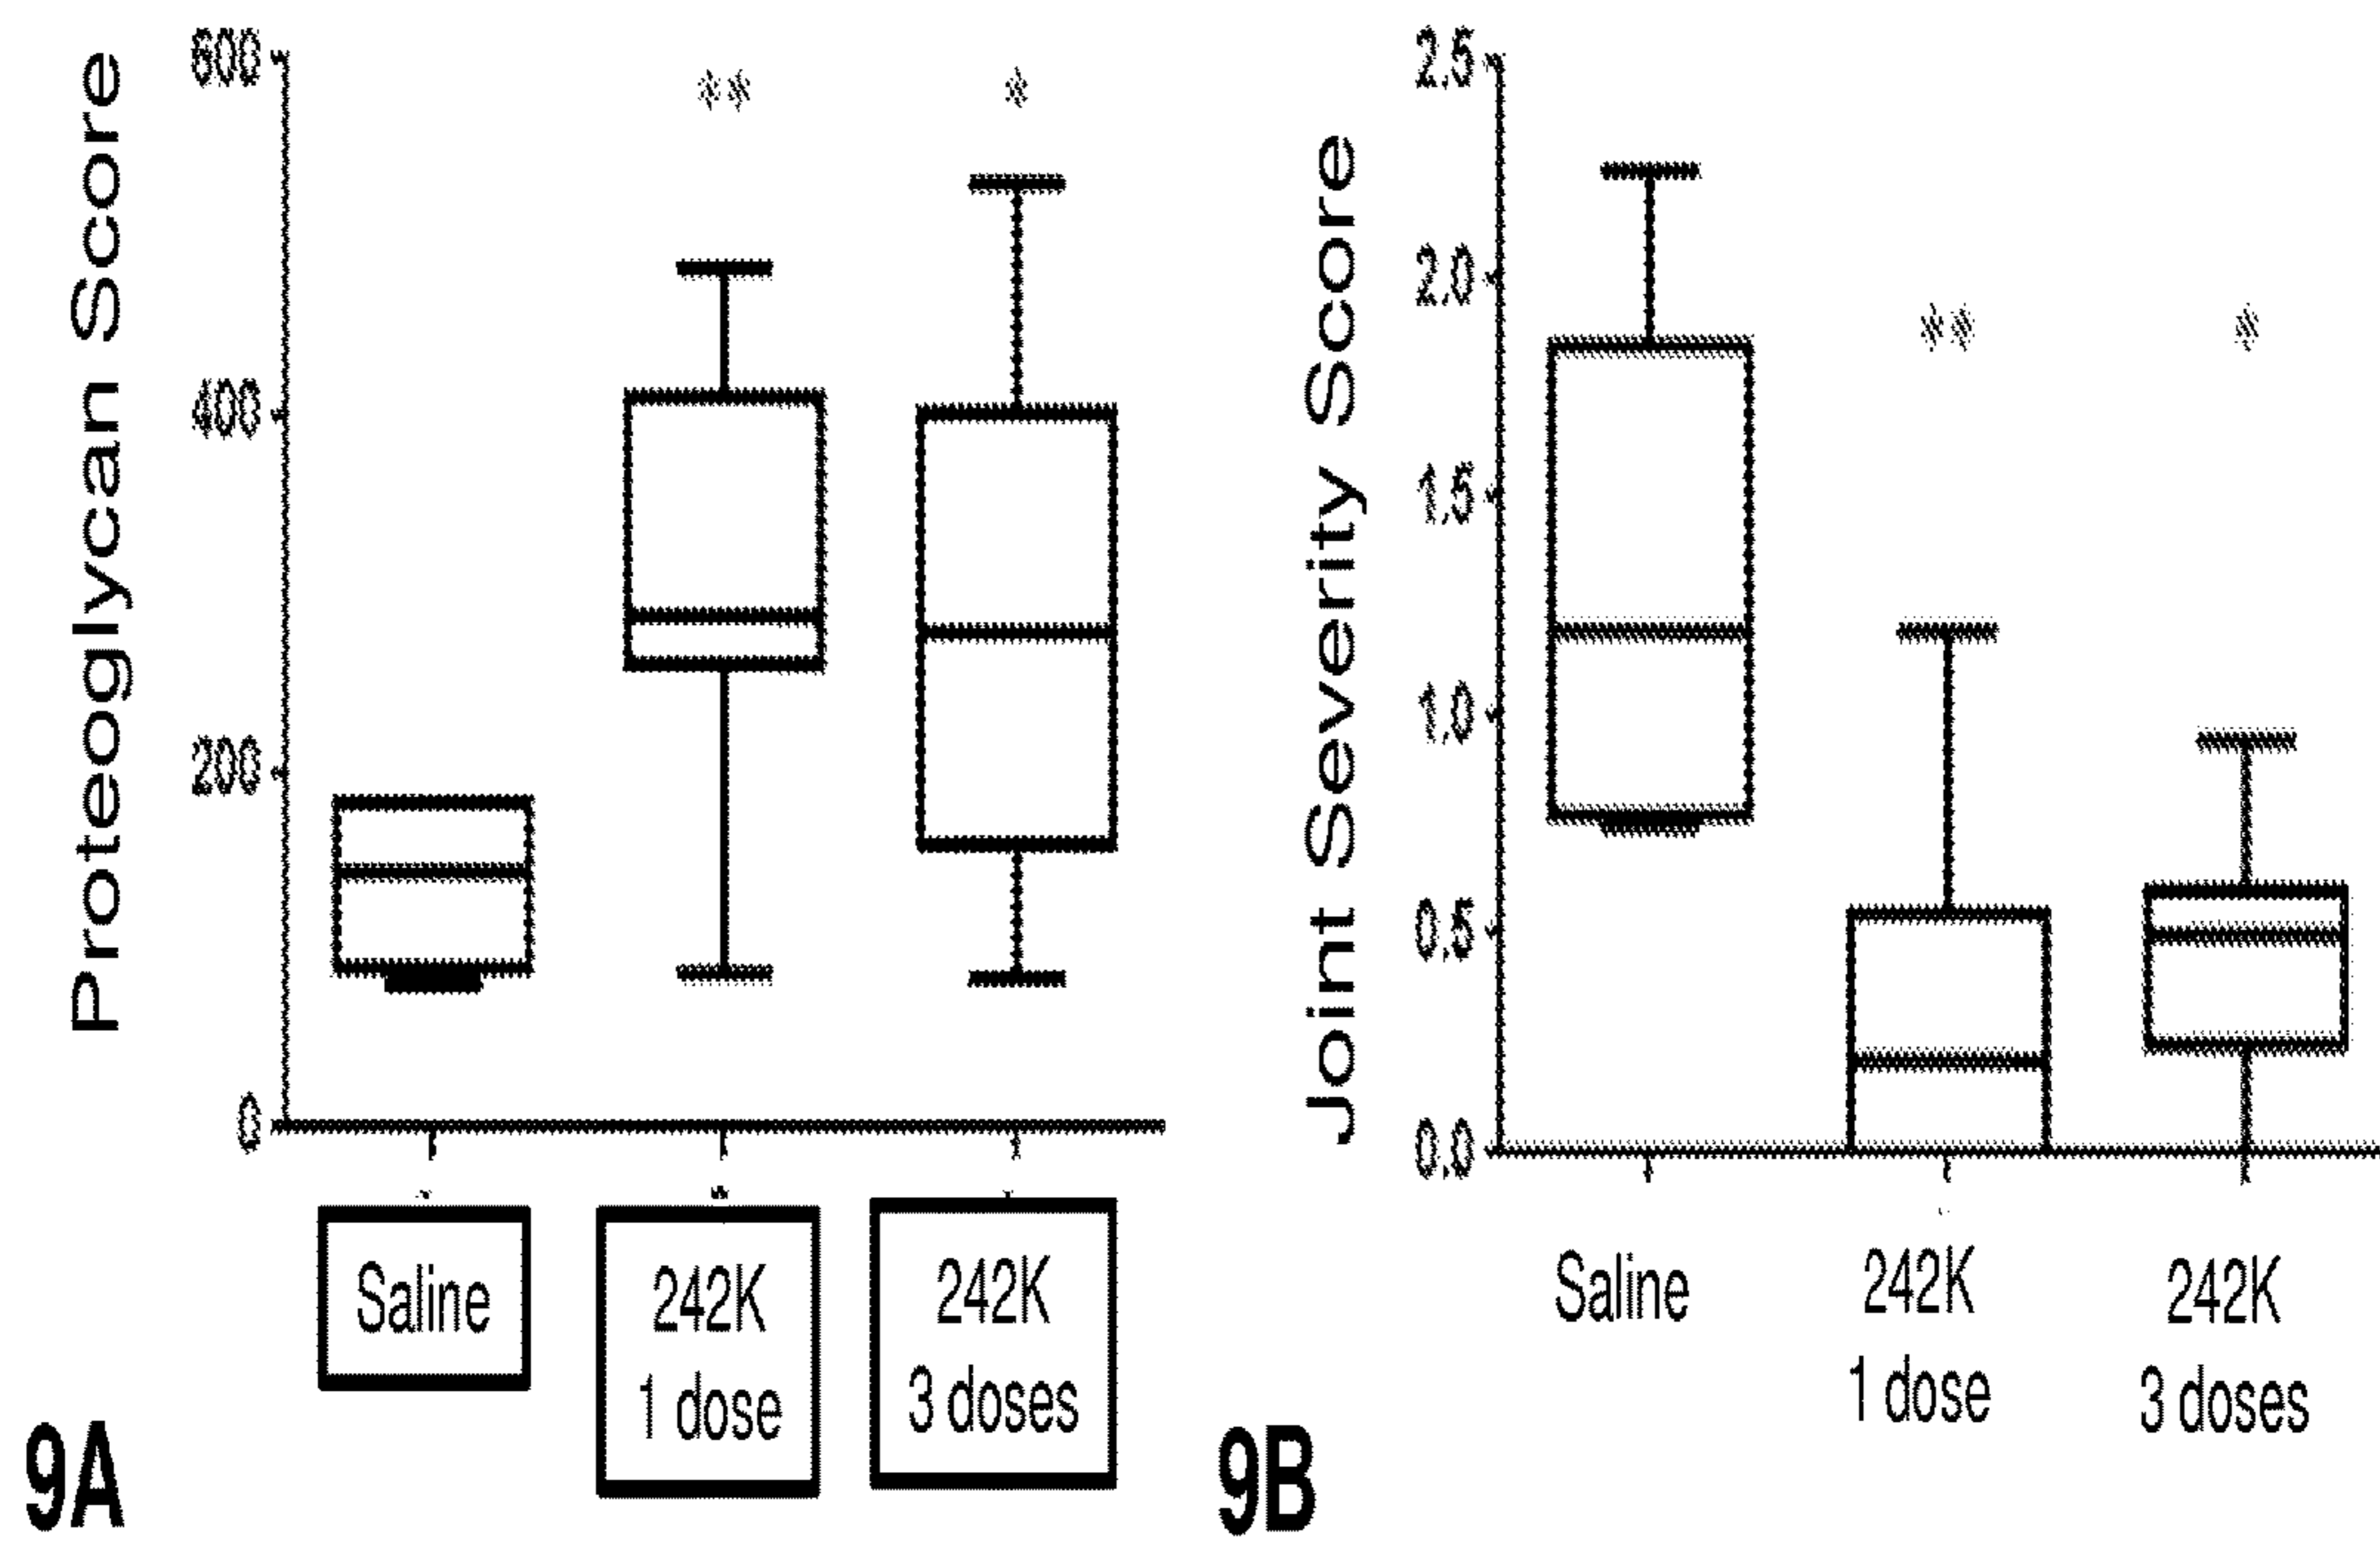 Proteoglycan Score
600
400
200
0
**
*
Saline
242K
1 dose
242K
3 doses
9A
Joint Severity Score
2.5
2.0
1.5
1.0
0.5
0.0
**
*
Saline
242K
1 dose
242K
3 doses
9B